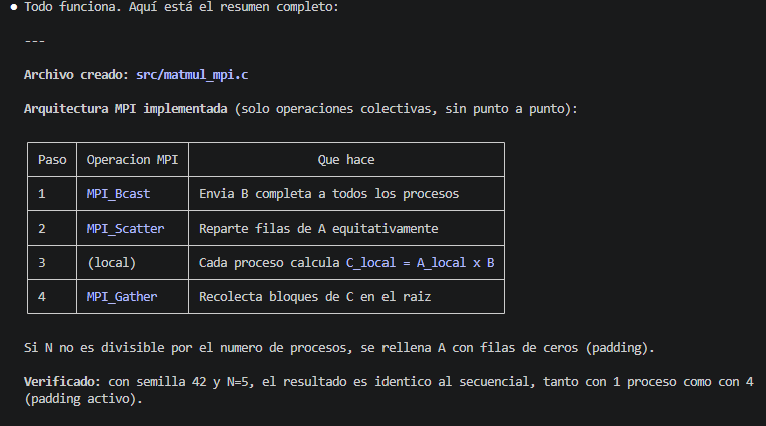 ● Todo funciona. Aquí está el resumen completo:
---
Archivo creado: src/matmul_mpi.c
Arquitectura MPI implementada (solo operaciones colectivas, sin punto a punto):
Paso Operacion MPI Que hace
1 MPI_Bcast Envia B completa a todos los procesos
2 MPI_Scatter Reparte filas de A equitativamente
3 (local) Cada proceso calcula C_local = A_local x B
4 MPI_Gather Recolecta bloques de C en el raiz
Si N no es divisible por el numero de procesos, se rellena A con filas de ceros (padding).
Verificado: con semilla 42 y N=5, el resultado es identico al secuencial, tanto con 1 proceso como con 4
(padding activo).